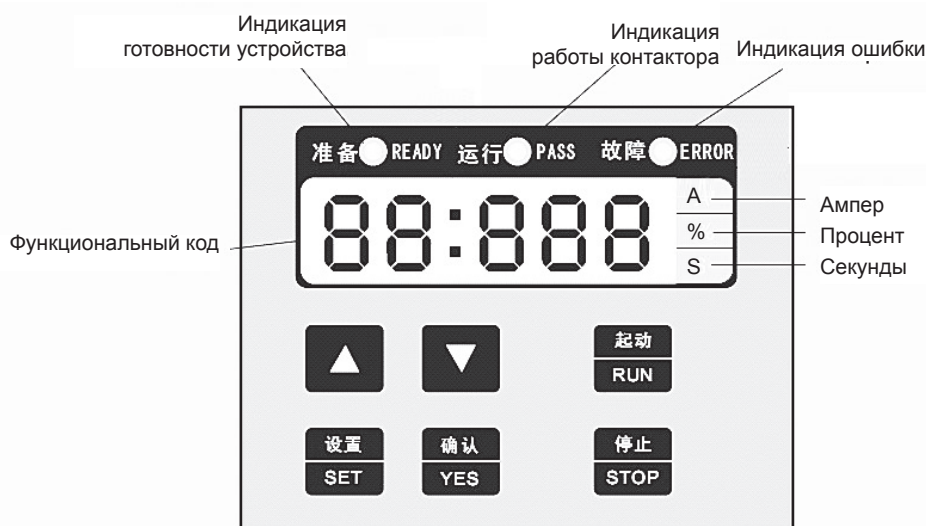 Индикация
готовности устройства
Индикация
работы контактора
Индикация ошибки
准备 READY 运行 PASS 故障 ERROR
88:888
A
%
S
Ампер
Процент
Секунды
Функциональный код
▲ ▼
起动
RUN
设置
SET
确认
YES
停止
STOP